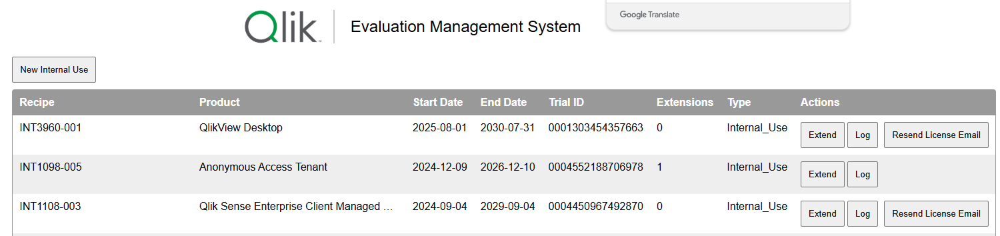 Google Translate
Qlik Evaluation Management System
New Internal Use
Recipe Product Start Date End Date Trial ID Extensions Type Actions
INT3960-001 QlikView Desktop 2025-08-01 2030-07-31 0001303454357663 0 Internal_Use Extend Log Resend License Email
INT1098-005 Anonymous Access Tenant 2024-12-09 2026-12-10 0004552188706978 1 Internal_Use Extend Log
INT1108-003 Qlik Sense Enterprise Client Managed … 2024-09-04 2029-09-04 0004450967492870 0 Internal_Use Extend Log Resend License Email